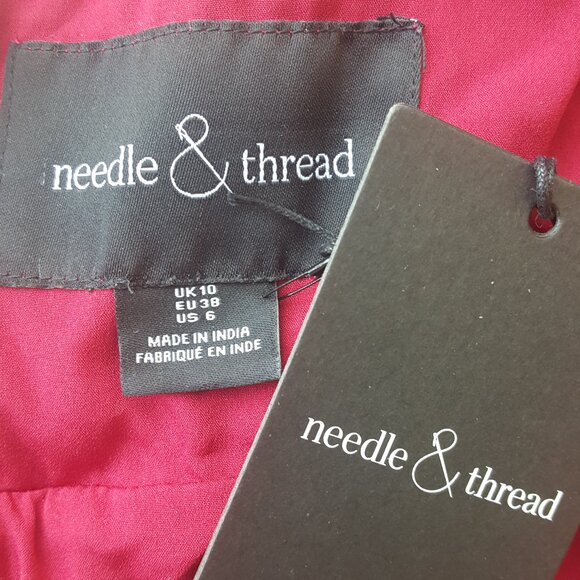 needle & thread
UK 10
EU 38
US 6
MADE IN INDIA
FABRIQUÉ EN INDE
needle & thread